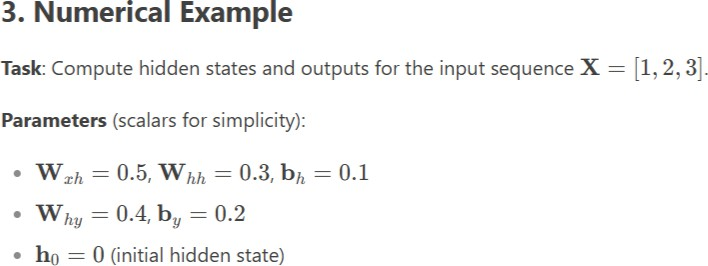 3. Numerical Example
Task: Compute hidden states and outputs for the input sequence X = [1, 2, 3].
Parameters (scalars for simplicity):
• W_xh = 0.5, W_hh = 0.3, b_h = 0.1
• W_hy = 0.4, b_y = 0.2
• h_0 = 0 (initial hidden state)